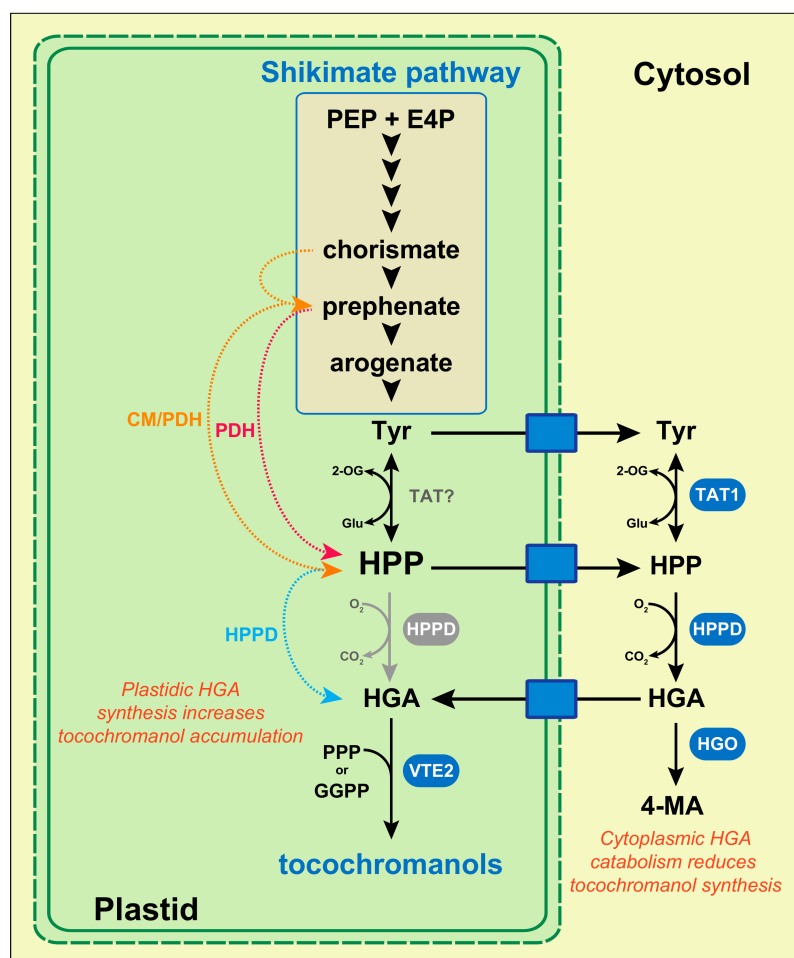 Shikimate pathway
Cytosol
PEP + E4P
chorismate
prephenate
arogenate
CM/PDH
PDH
Tyr
Tyr
2-OG
TAT?
Glu
2-OG
TAT1
Glu
HPP
HPP
HPPD
O2
HPPD
CO2
O2
HPPD
CO2
Plastidic HGA
synthesis increases
tocochromanol accumulation
HGA
HGA
PPP
or
GGPP
VTE2
HGO
4-MA
Cytoplasmic HGA
catabolism reduces
tocochromanol synthesis
tocochromanols
Plastid